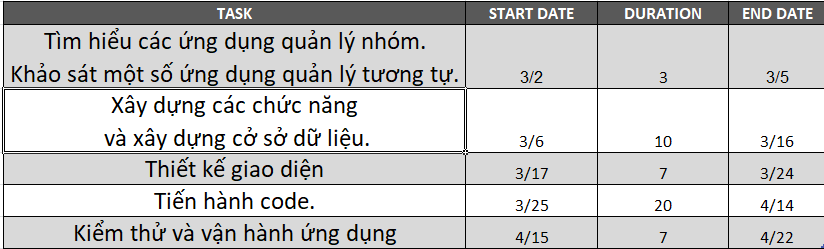 TASK START DATE DURATION END DATE
Tìm hiểu các ứng dụng quản lý nhóm.
Khảo sát một số ứng dụng quản lý tương tự. 3/2 3 3/5
Xây dựng các chức năng
và xây dựng cở sở dữ liệu. 3/6 10 3/16
Thiết kế giao diện 3/17 7 3/24
Tiến hành code. 3/25 20 4/14
Kiểm thử và vận hành ứng dụng 4/15 7 4/22